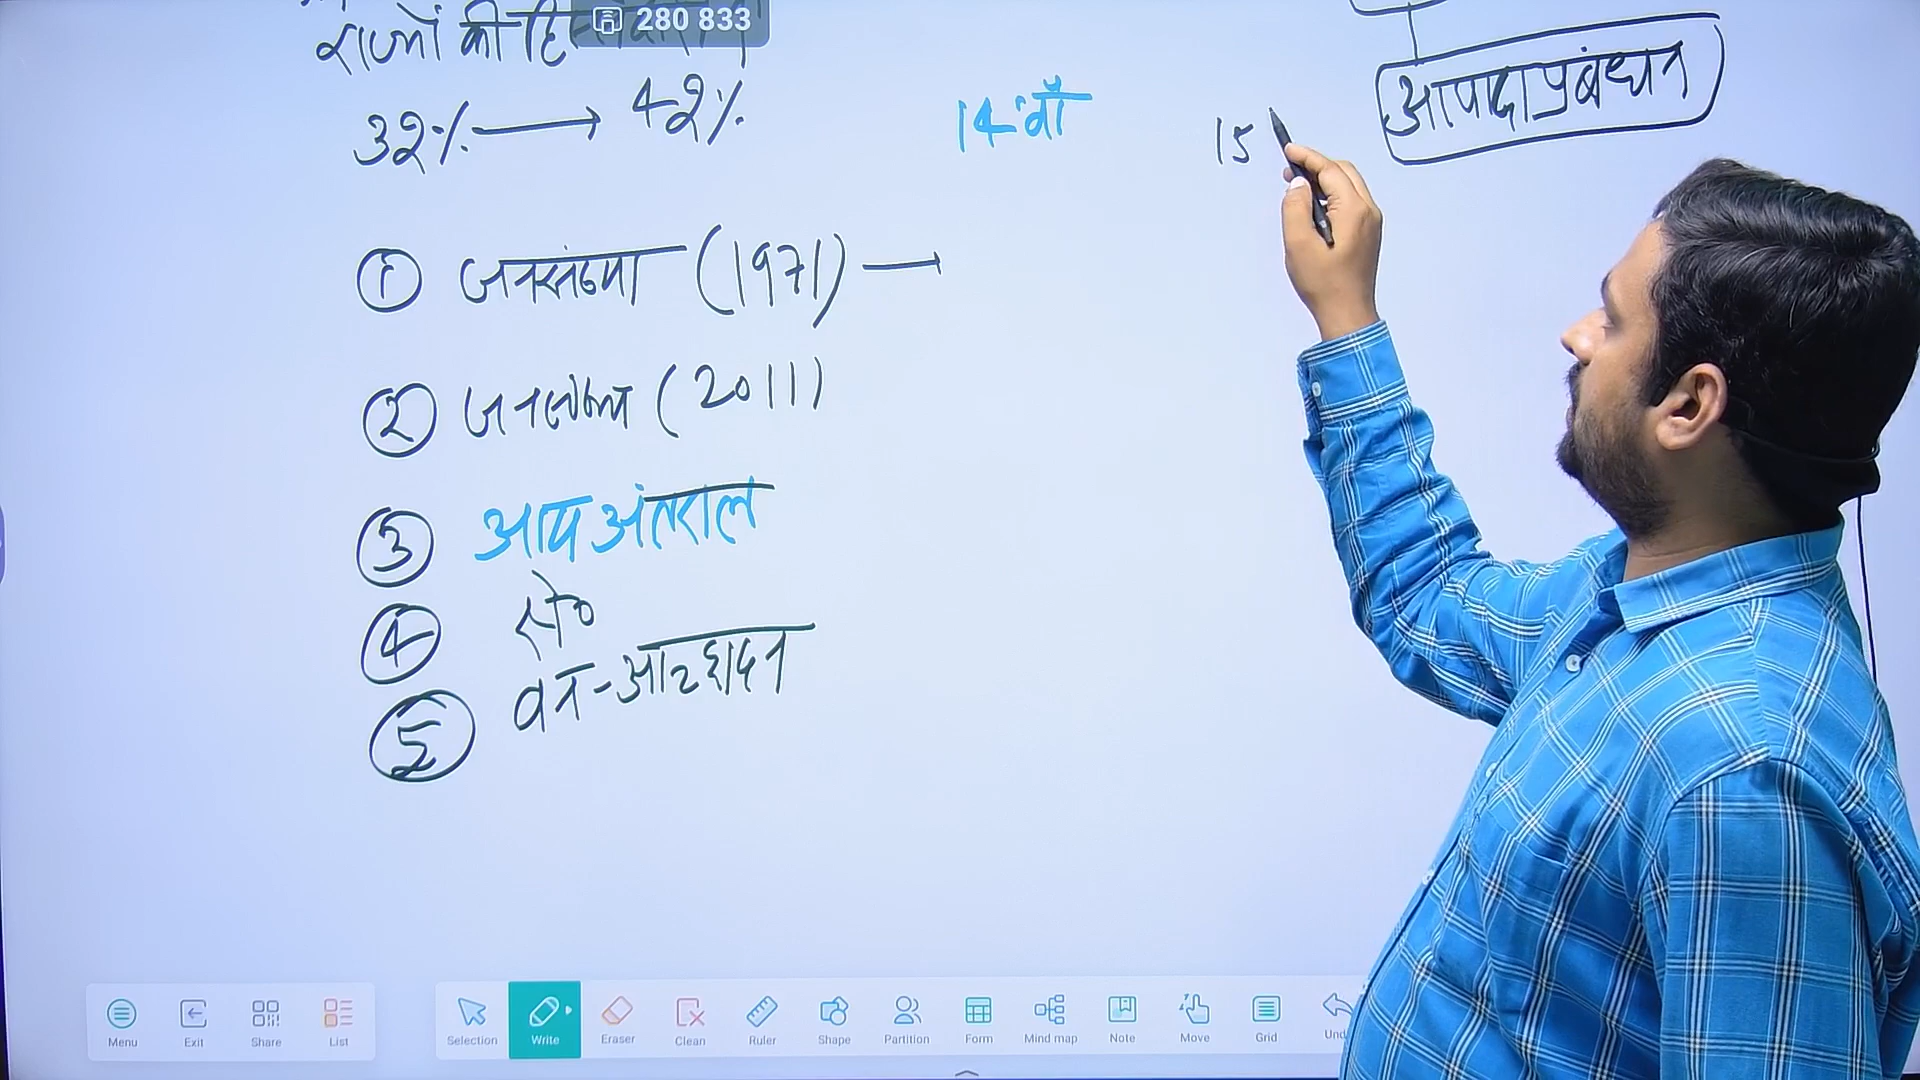 280 833
राज्यों की
32% → 42%
14वाँ
15
आपदा प्रबंधन
① जनसंख्या (1971) →
② जनसंख्या (2011)
③ आय अंतराल
④ क्षे०
⑤ वन-आच्छादन
Menu Exit Share List Selection Write Eraser Clean Ruler Shape Partition Form Mind map Note Move Grid